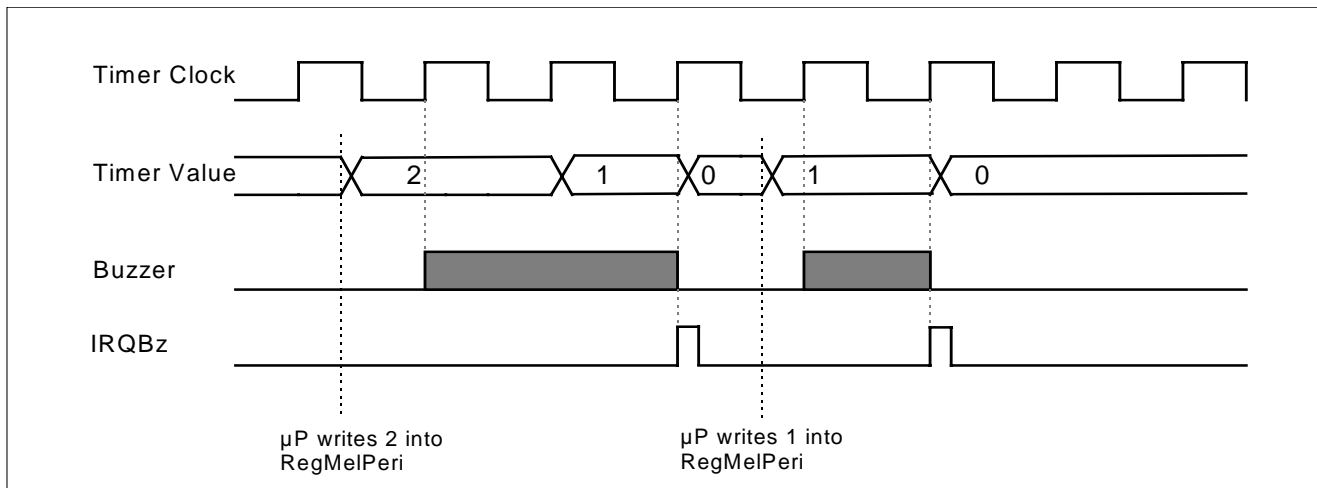 Timer Clock
Timer Value
2
1
0
1
0
Buzzer
IRQBz
µP writes 2 into
RegMelPeri
µP writes 1 into
RegMelPeri